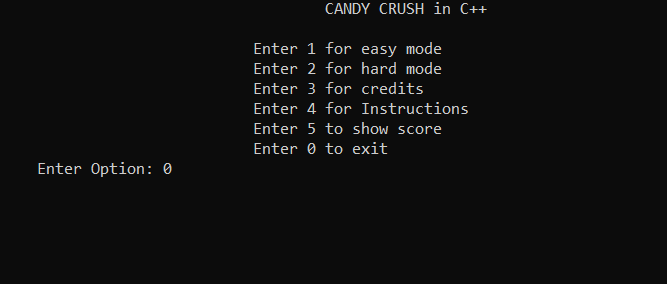 CANDY CRUSH in C++
Enter 1 for easy mode
Enter 2 for hard mode
Enter 3 for credits
Enter 4 for Instructions
Enter 5 to show score
Enter 0 to exit
Enter Option: 0